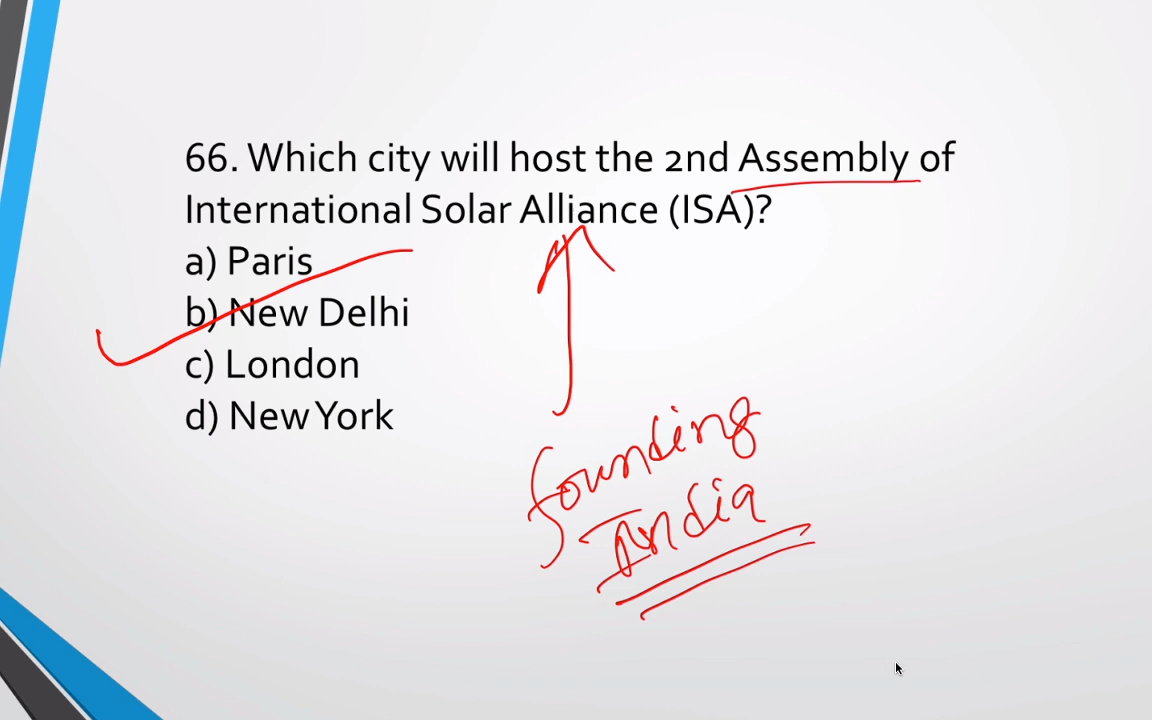 66. Which city will host the 2nd Assembly of
International Solar Alliance (ISA)?
a) Paris
b) New Delhi
c) London
d) New York
founding
India